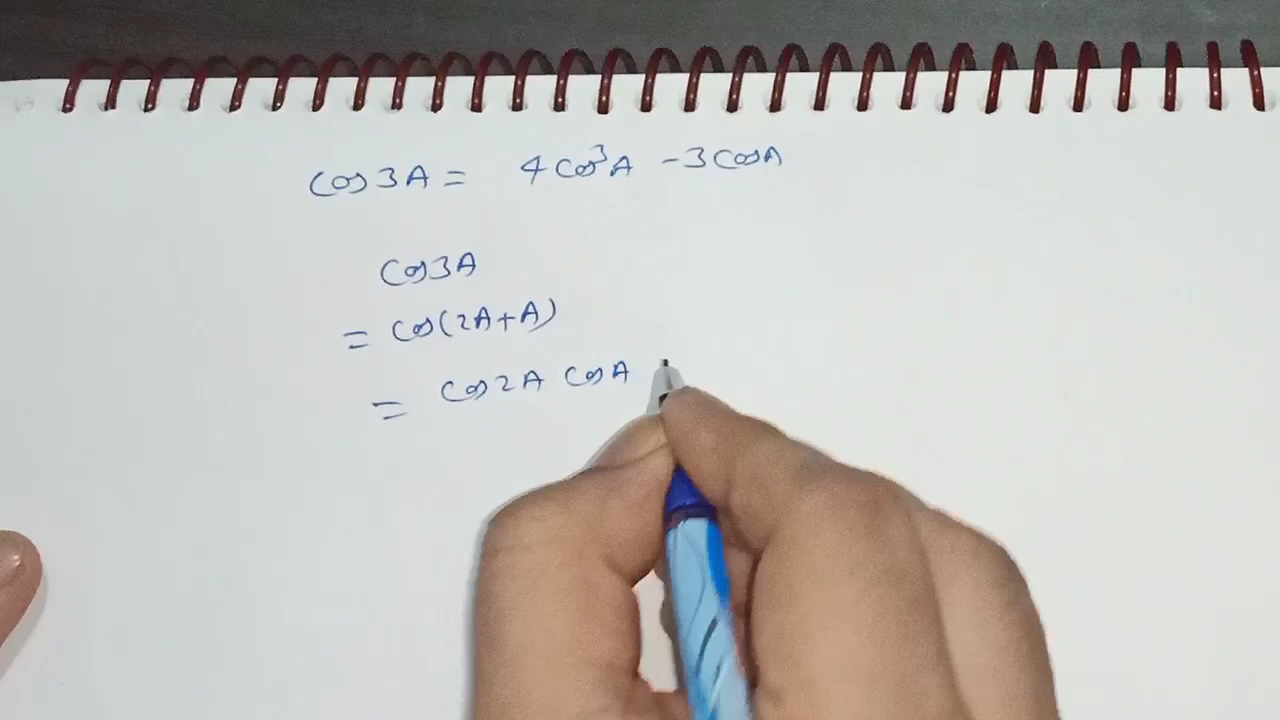 cos3A = 4cos³A -3cosA
cos3A
= cos(2A+A)
= cos2A cosA